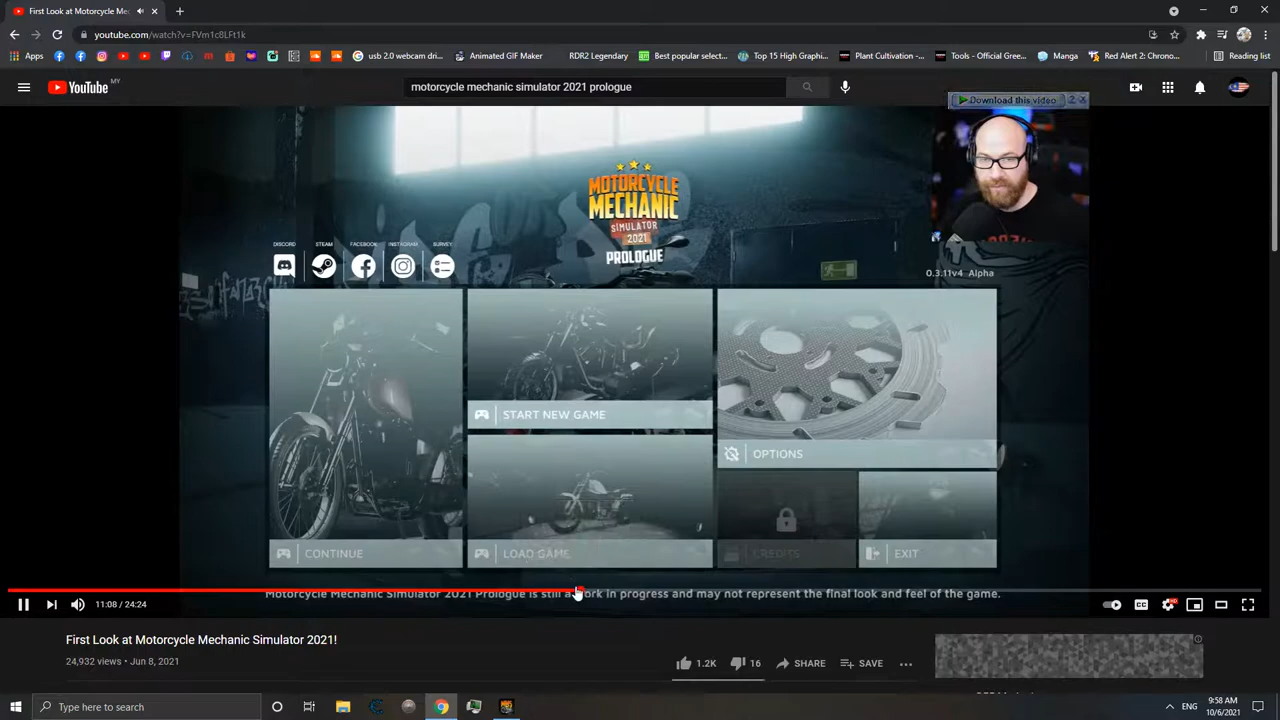 First Look at Motorcycle Mec
youtube.com/watch?v=FVm1c8LFt1k
Apps
usb 2.0 webcam dri...
Animated GIF Maker
RDR2 Legendary
Best popular select...
Top 15 High Graphi...
Plant Cultivation -...
Tools - Official Gree...
Manga
Red Alert 2: Chrono...
Reading list
YouTube MY
motorcycle mechanic simulator 2021 prologue
Download this video
MOTORCYCLE
MECHANIC
SIMULATOR
2021
PROLOGUE
DISCORD STEAM FACEBOOK INSTAGRAM SURVEY
0.3.11v4 Alpha
START NEW GAME
OPTIONS
CONTINUE
LOAD GAME
CREDITS
EXIT
Motorcycle Mechanic Simulator 2021 Prologue is still a work in progress and may not represent the final look and feel of the game.
11:08 / 24:24
CC
HD
First Look at Motorcycle Mechanic Simulator 2021!
24,932 views • Jun 8, 2021
1.2K
16
SHARE
SAVE
Type here to search
ENG
9:58 AM
10/6/2021